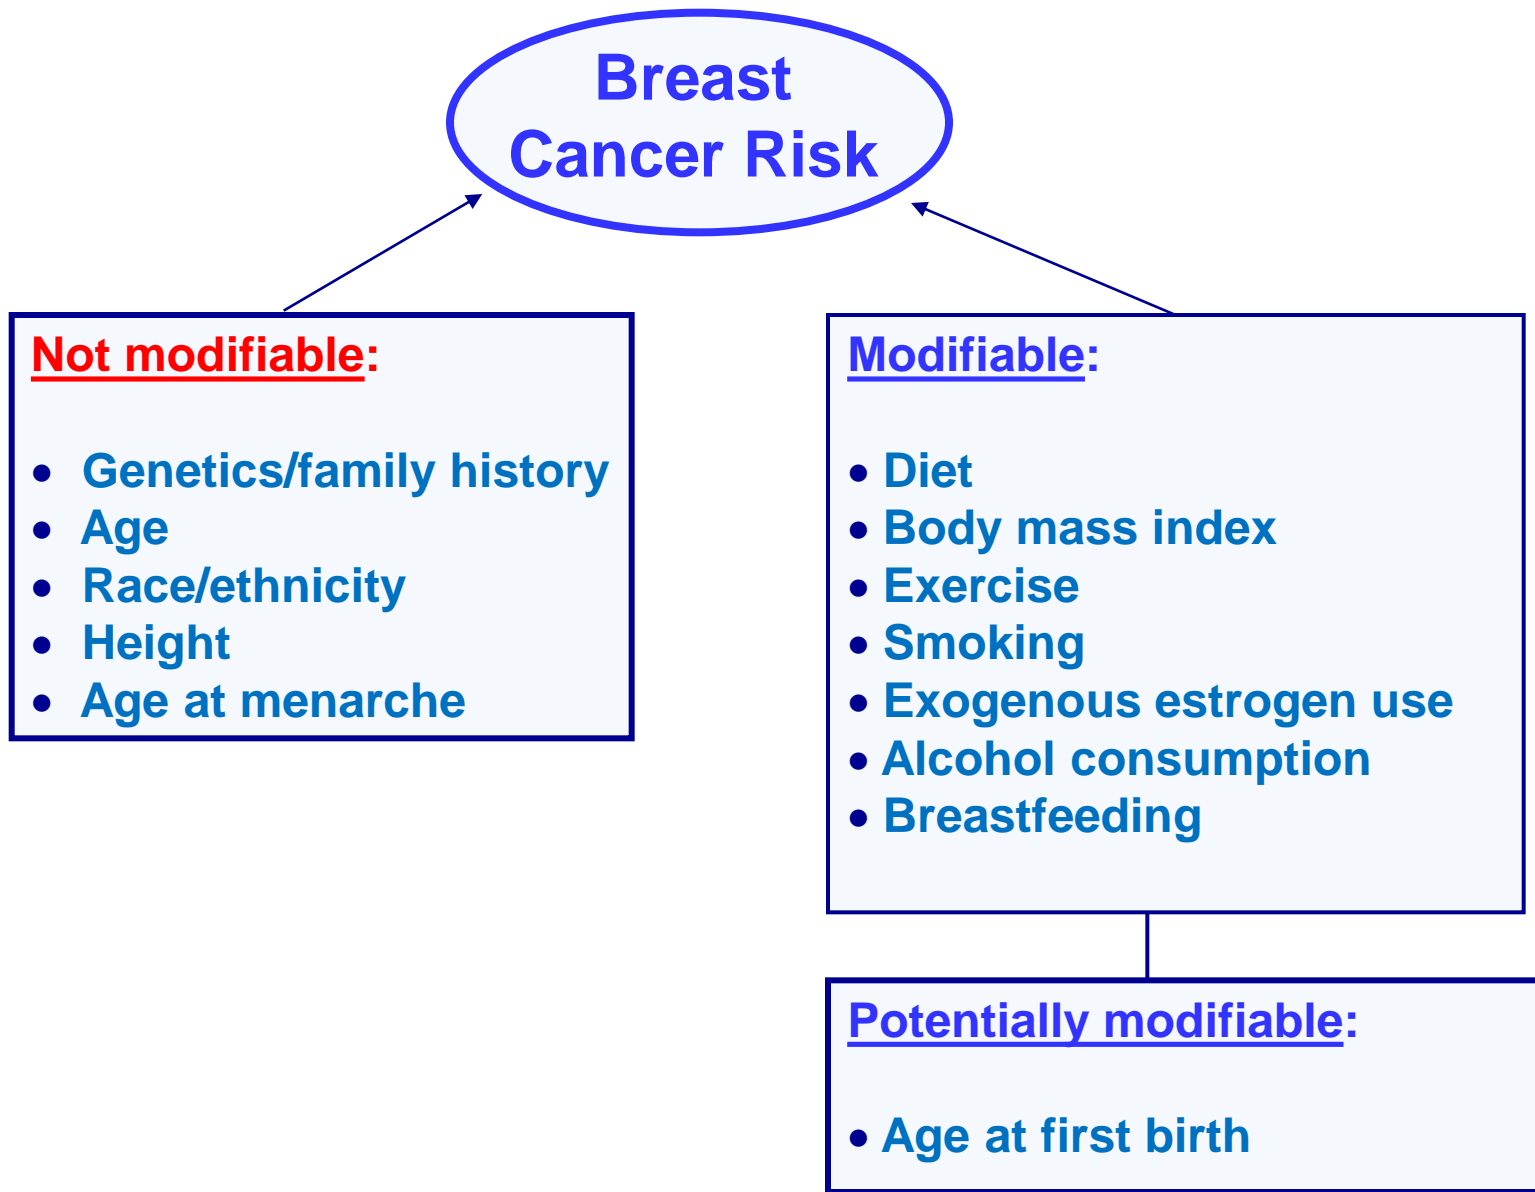 Breast
Cancer Risk
Not modifiable:
• Genetics/family history
• Age
• Race/ethnicity
• Height
• Age at menarche
Modifiable:
• Diet
• Body mass index
• Exercise
• Smoking
• Exogenous estrogen use
• Alcohol consumption
• Breastfeeding
Potentially modifiable:
• Age at first birth